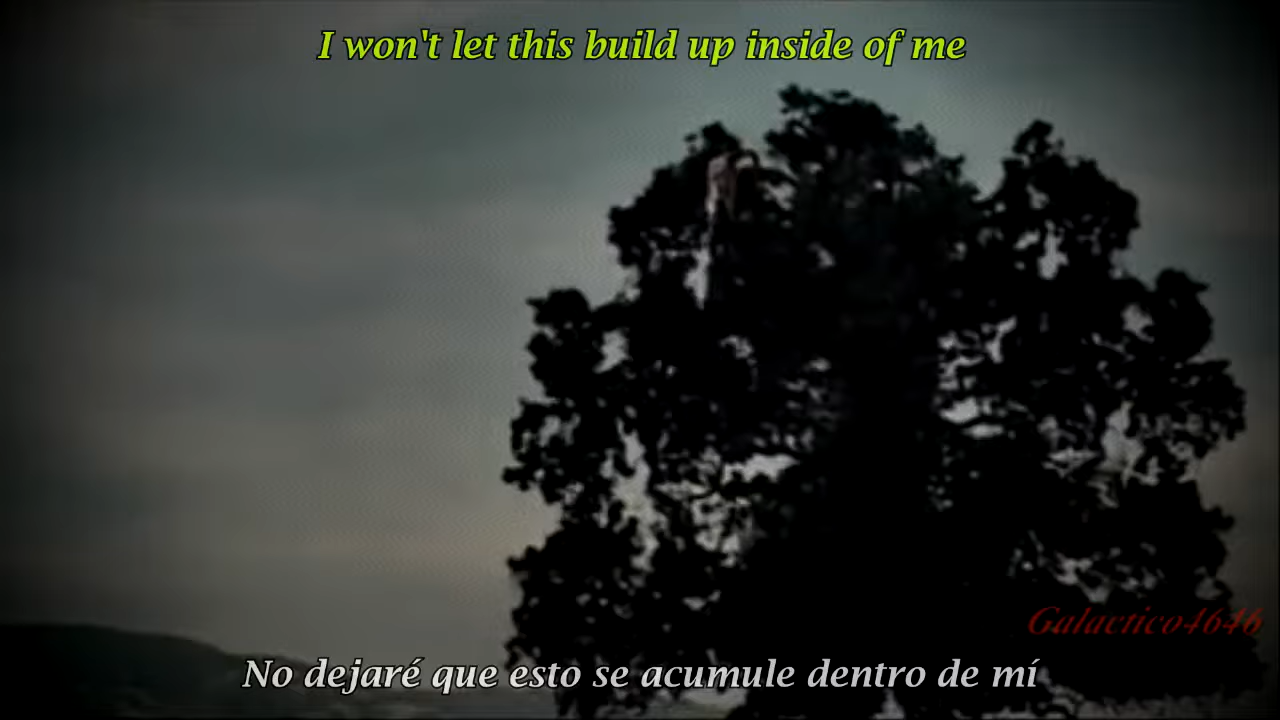 I won't let this build up inside of me
Galactico4646
No dejaré que esto se acumule dentro de mí